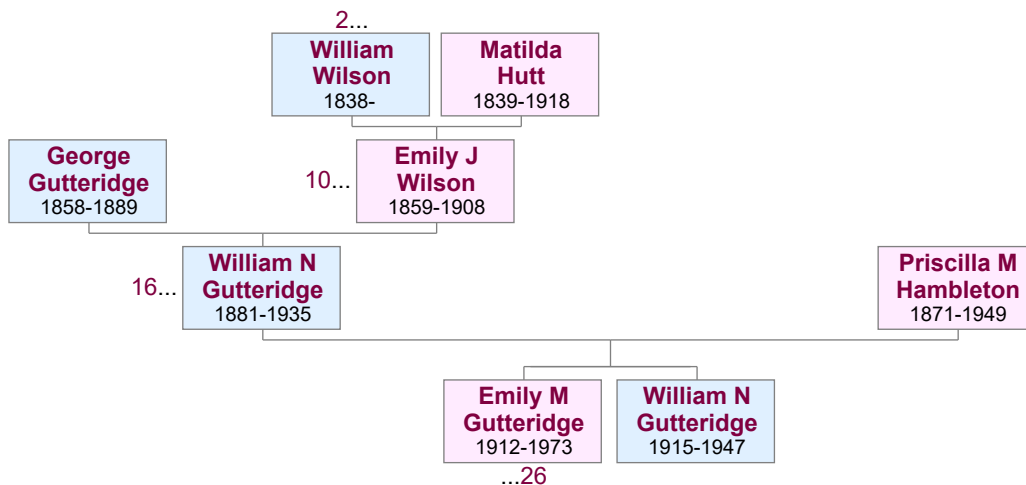 2...
William
Wilson
1838-
Matilda
Hutt
1839-1918
George
Gutteridge
1858-1889
10...
Emily J
Wilson
1859-1908
16...
William N
Gutteridge
1881-1935
Priscilla M
Hambleton
1871-1949
Emily M
Gutteridge
1912-1973
William N
Gutteridge
1915-1947
...26